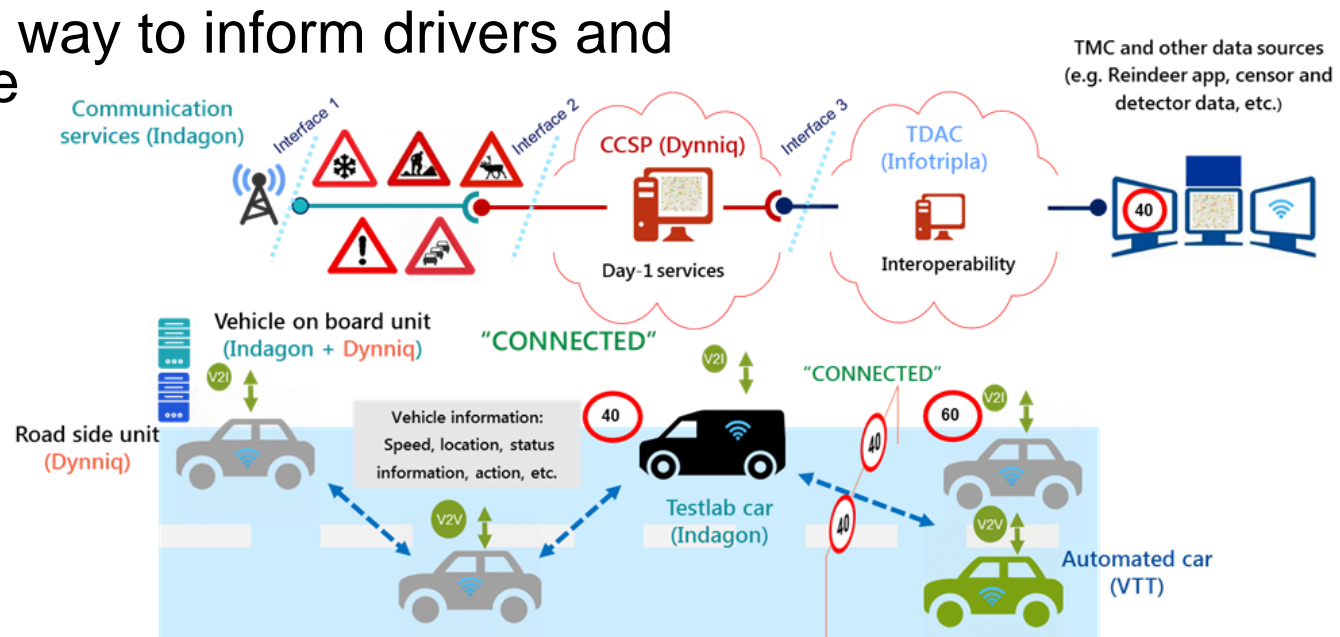 way to inform drivers and
e
TMC and other data sources
(e.g. Reindeer app, censor and
detector data, etc.)
Communication
services (Indagon)
Interface 1
Interface 2
CCSP (Dynniq)
Day-1 services
Interface 3
TDAC
(Infotripla)
Interoperability
40
Vehicle on board unit
(Indagon + Dynniq)
"CONNECTED"
V2I
V2I
"CONNECTED"
V2I
Road side unit
(Dynniq)
Vehicle information:
Speed, location, status
information, action, etc.
40
40
60
V2V
Testlab car
(Indagon)
40
V2V
Automated car
(VTT)